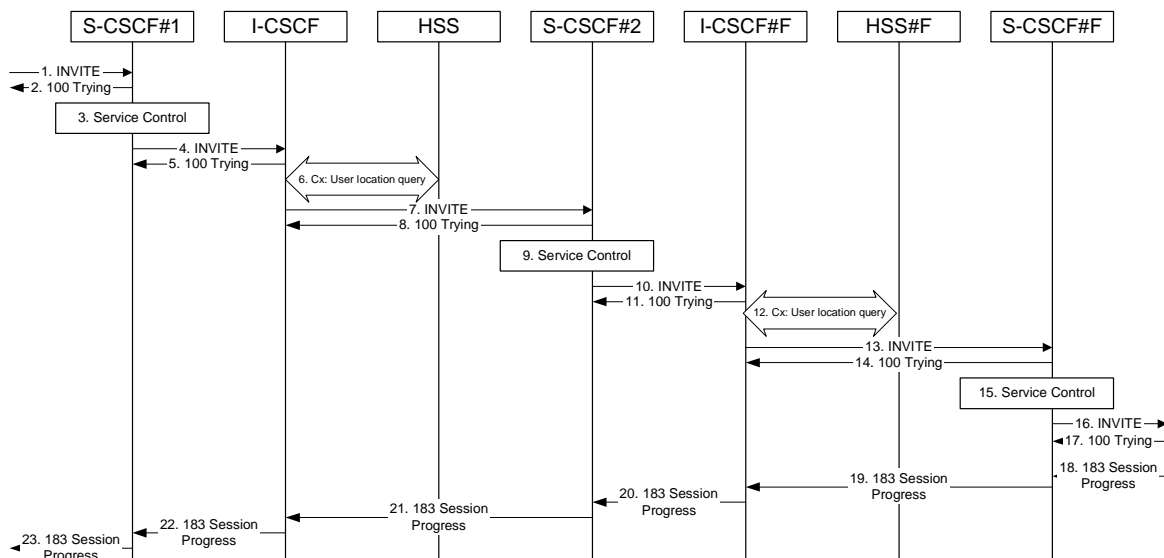 S-CSCF#1
I-CSCF
HSS
S-CSCF#2
I-CSCF#F
HSS#F
S-CSCF#F
1. INVITE
2. 100 Trying
3. Service Control
4. INVITE
5. 100 Trying
6. Cx: User location query
7. INVITE
8. 100 Trying
9. Service Control
10. INVITE
11. 100 Trying
12. Cx: User location query
13. INVITE
14. 100 Trying
15. Service Control
16. INVITE
17. 100 Trying
18. 183 Session
Progress
19. 183 Session
Progress
20. 183 Session
Progress
21. 183 Session
Progress
22. 183 Session
Progress
23. 183 Session
Progress